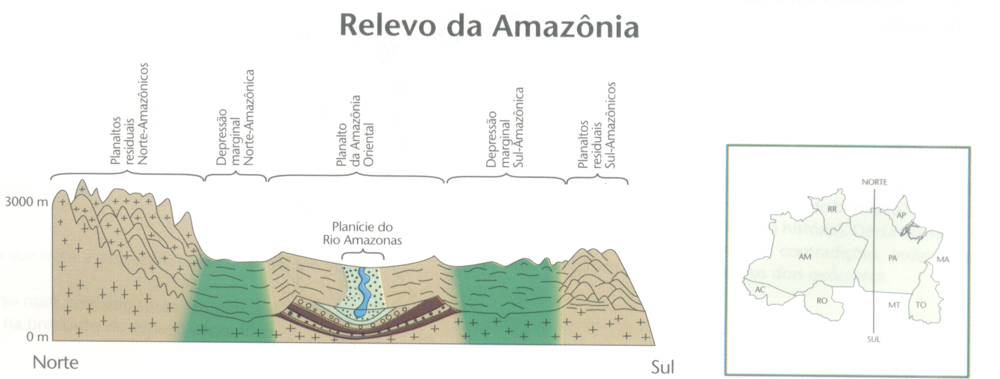 Relevo da Amazônia
Planaltos
residuais
Norte-Amazônicos
Depressão
marginal
Norte-Amazônica
Planalto
da Amazônia
Oriental
Depressão
marginal
Sul-Amazônica
Planaltos
residuais
Sul-Amazônicos
3000 m
Planície do
Rio Amazonas
0 m
Norte
Sul
NORTE
RR
AP
AM
PA
MA
AC
RO
MT
TO
SUL